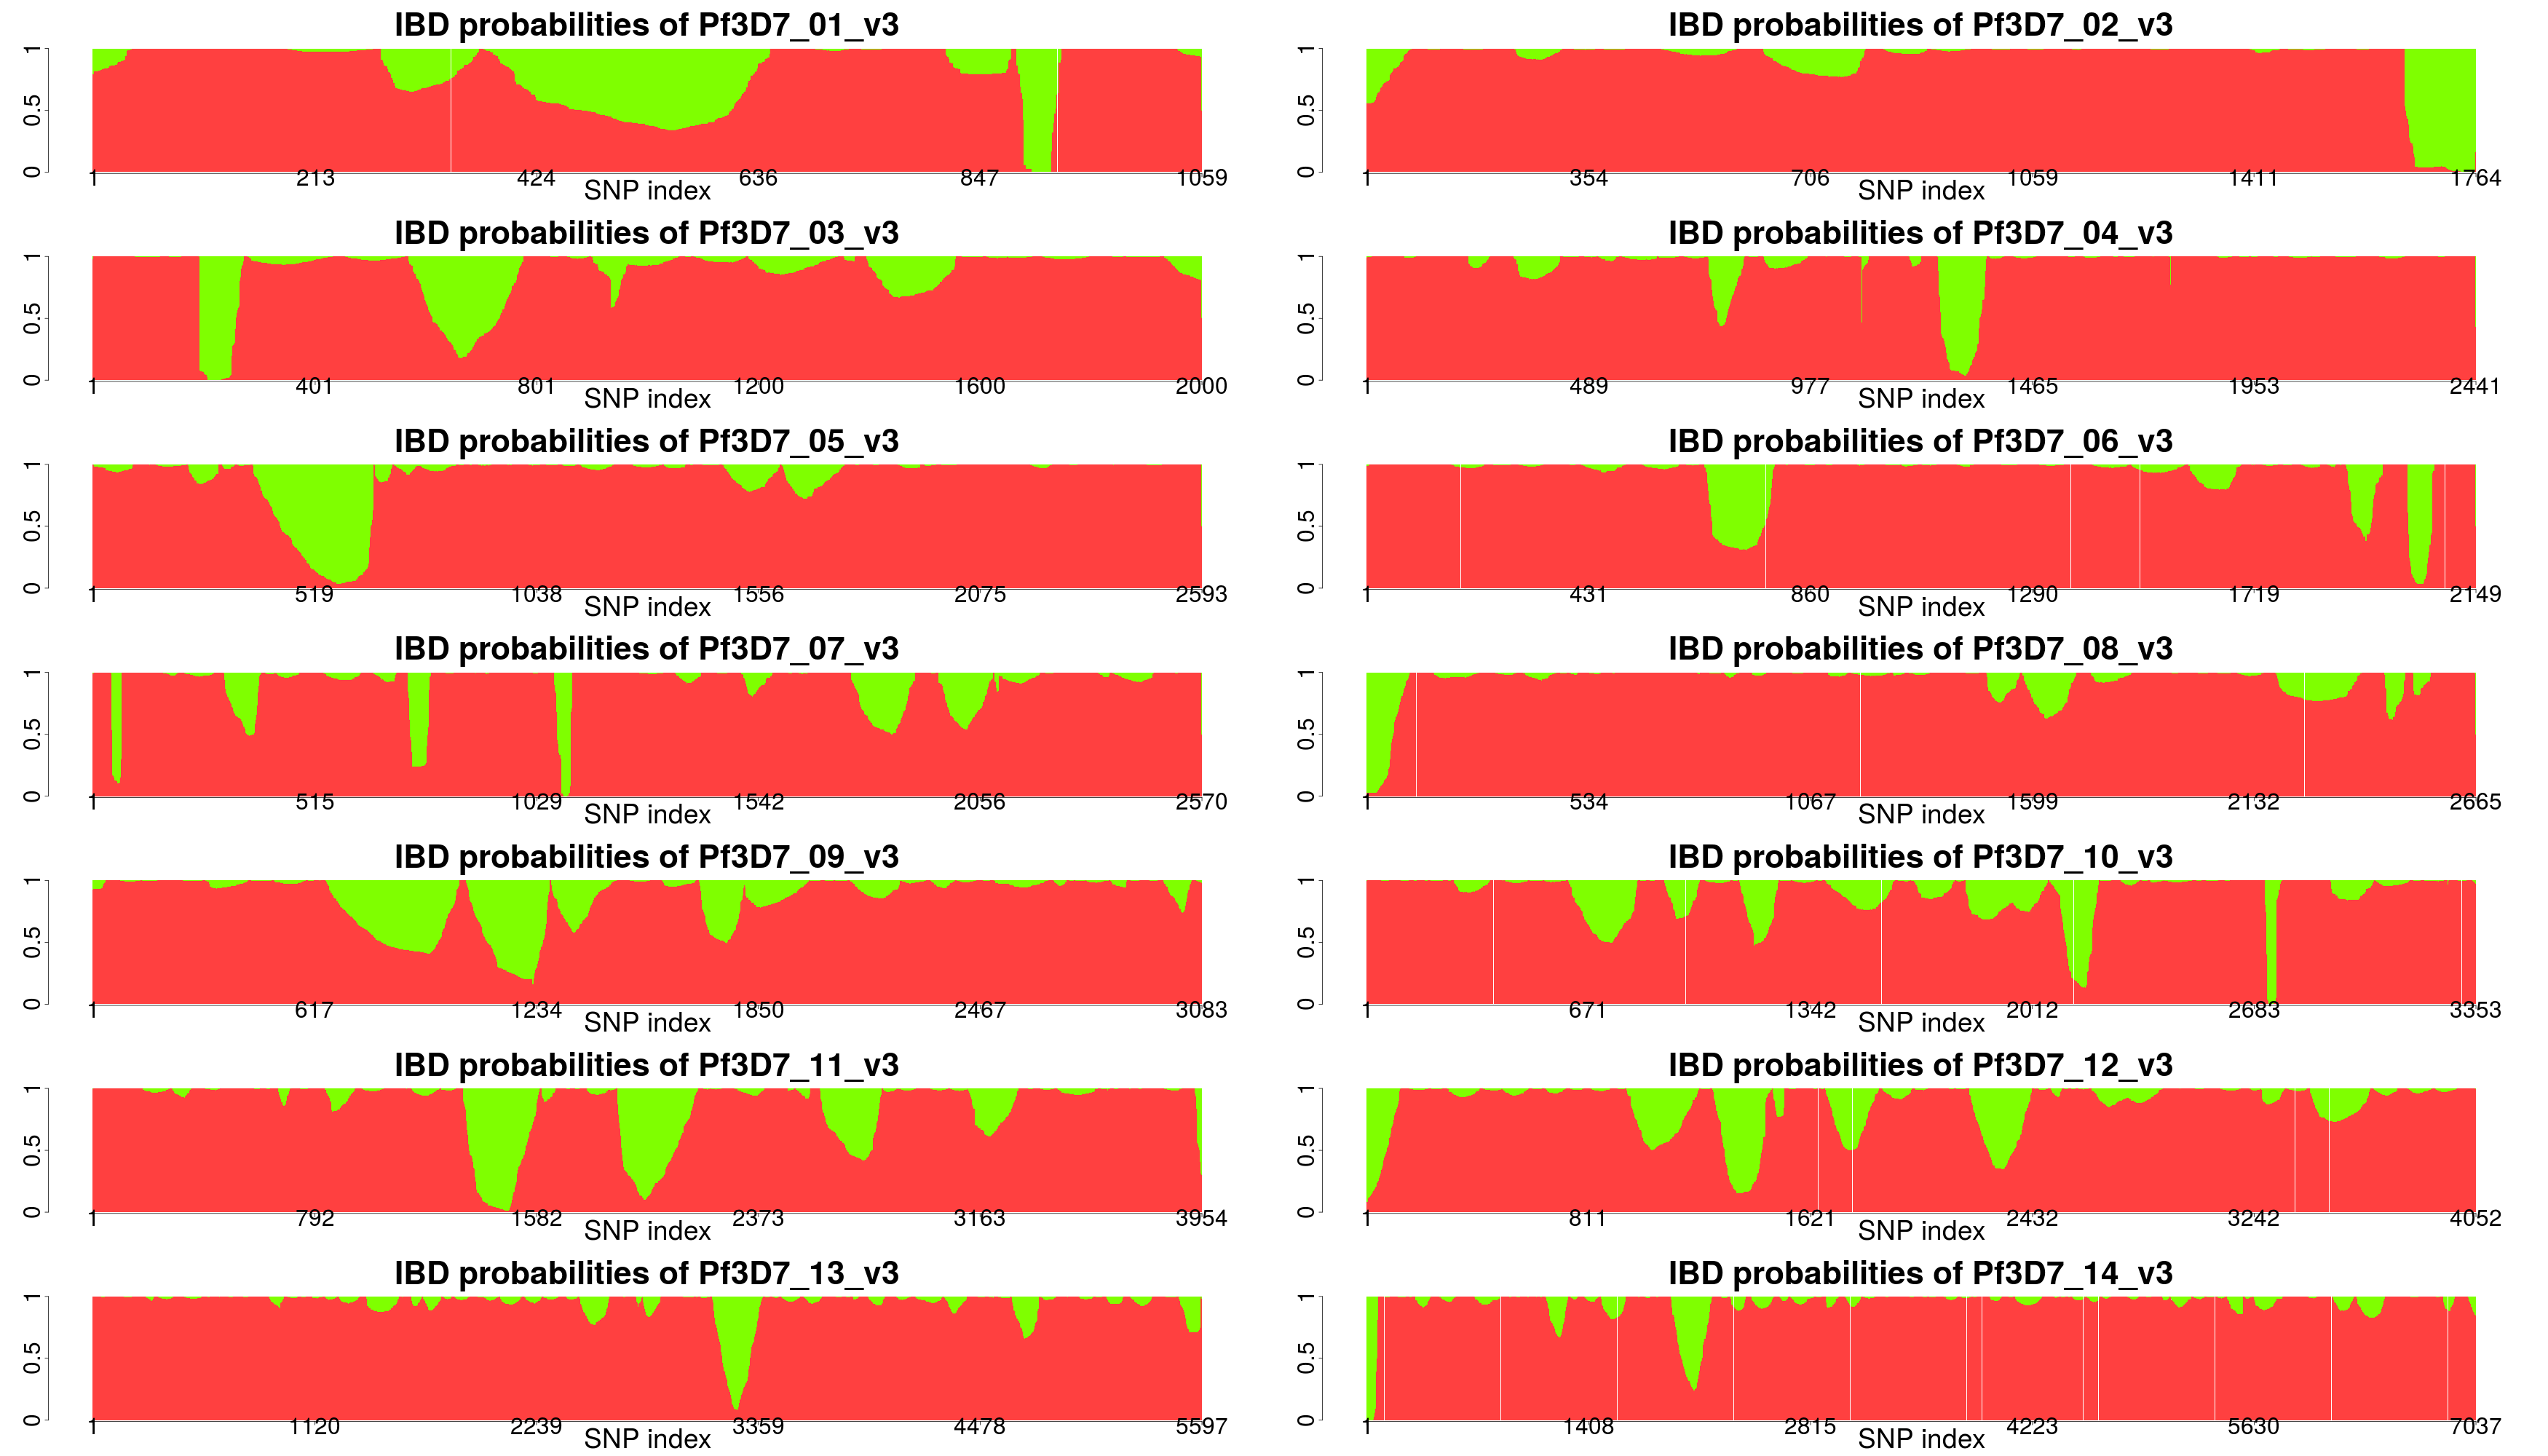 IBD probabilities of Pf3D7_01_v3
0 0.5 1
1 213 424 636 847 1059
SNP index
IBD probabilities of Pf3D7_02_v3
0 0.5 1
1 354 706 1059 1411 1764
SNP index
IBD probabilities of Pf3D7_03_v3
0 0.5 1
1 401 801 1200 1600 2000
SNP index
IBD probabilities of Pf3D7_04_v3
0 0.5 1
1 489 977 1465 1953 2441
SNP index
IBD probabilities of Pf3D7_05_v3
0 0.5 1
1 519 1038 1556 2075 2593
SNP index
IBD probabilities of Pf3D7_06_v3
0 0.5 1
1 431 860 1290 1719 2149
SNP index
IBD probabilities of Pf3D7_07_v3
0 0.5 1
1 515 1029 1542 2056 2570
SNP index
IBD probabilities of Pf3D7_08_v3
0 0.5 1
1 534 1067 1599 2132 2665
SNP index
IBD probabilities of Pf3D7_09_v3
0 0.5 1
1 617 1234 1850 2467 3083
SNP index
IBD probabilities of Pf3D7_10_v3
0 0.5 1
1 671 1342 2012 2683 3353
SNP index
IBD probabilities of Pf3D7_11_v3
0 0.5 1
1 792 1582 2373 3163 3954
SNP index
IBD probabilities of Pf3D7_12_v3
0 0.5 1
1 811 1621 2432 3242 4052
SNP index
IBD probabilities of Pf3D7_13_v3
0 0.5 1
1 1120 2239 3359 4478 5597
SNP index
IBD probabilities of Pf3D7_14_v3
0 0.5 1
1 1408 2815 4223 5630 7037
SNP index